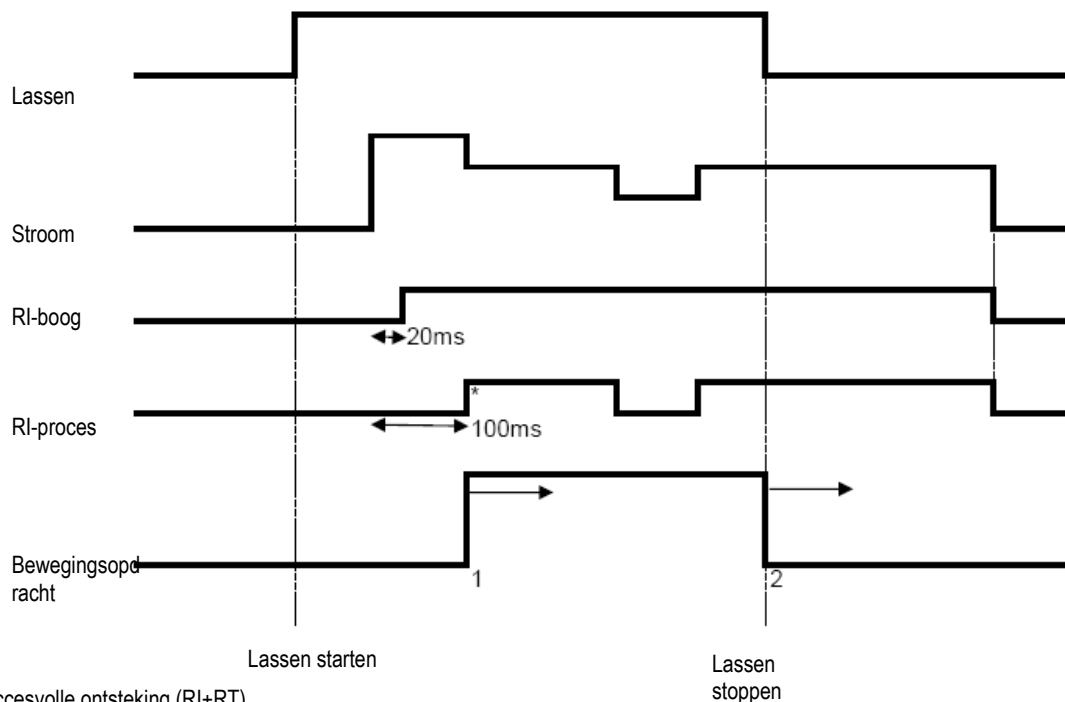 Lassen
Stroom
RI-boog
20ms
RI-proces
*
100ms
Bewegingsopd
racht
1
2
Lassen starten
Lassen
stoppen
ccesvolle ontsteking (RI+RT)